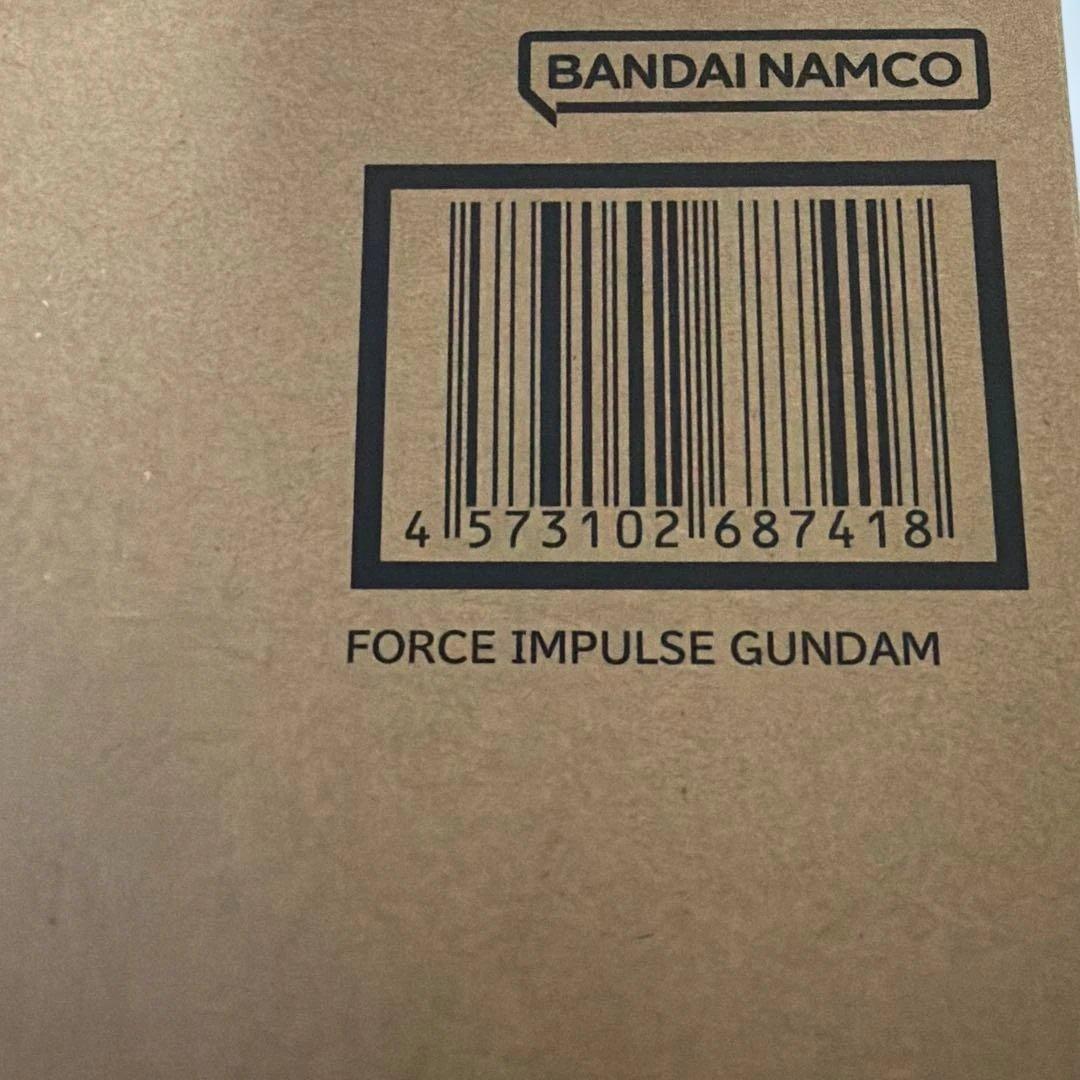 BANDAI NAMCO
4 573102 687418
FORCE IMPULSE GUNDAM